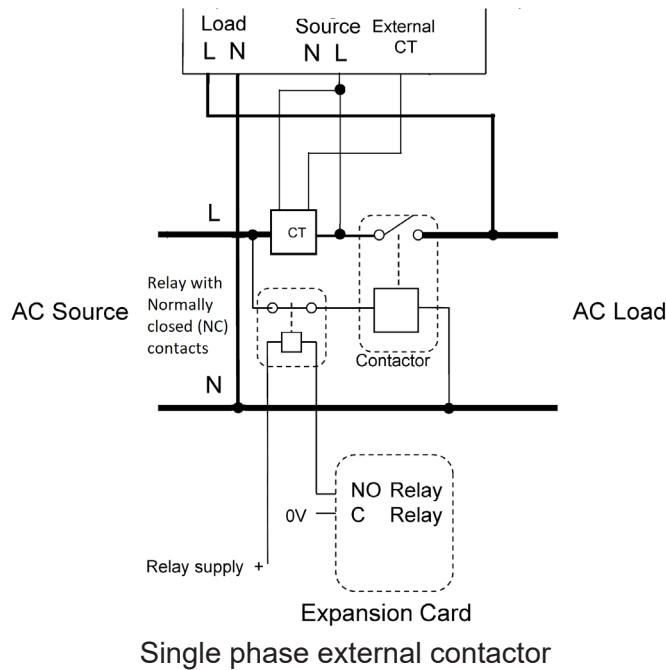 Load Source External
L N N L CT
L
CT
Relay with
Normally
closed (NC)
contacts
AC Source
AC Load
Contactor
N
NO Relay
0V C Relay
Relay supply +
Expansion Card
Single phase external contactor